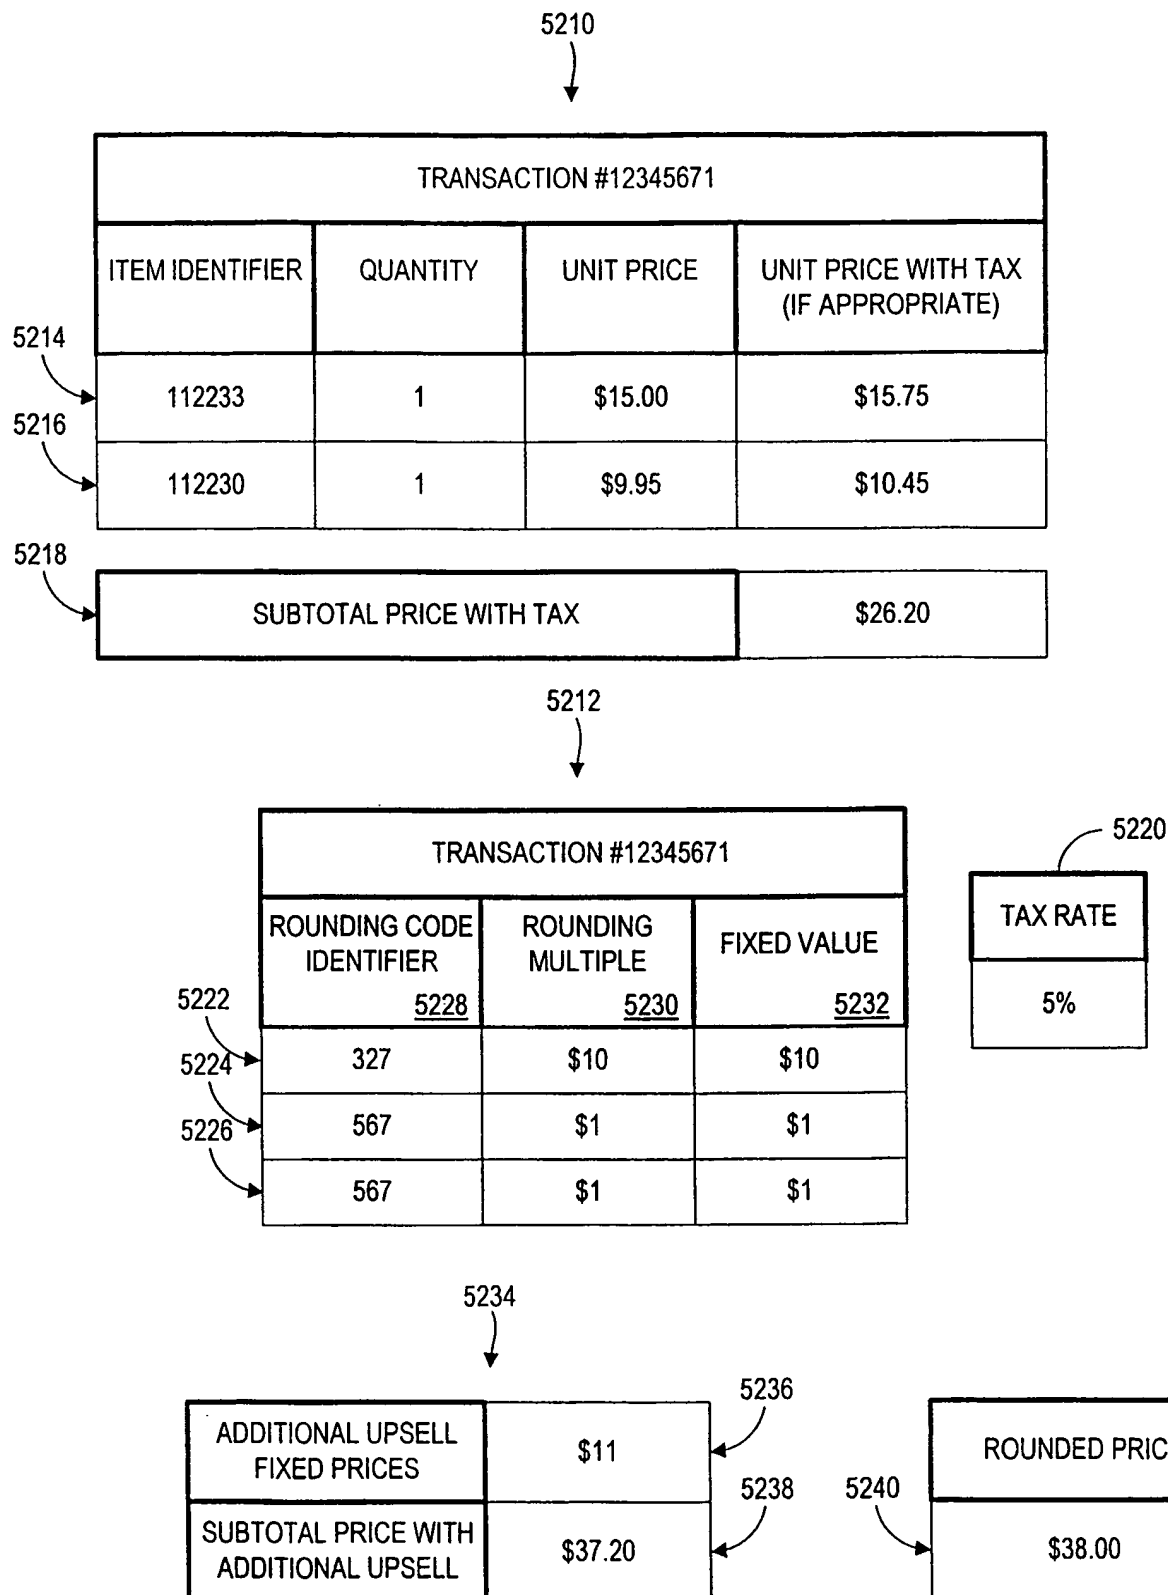 5210
TRANSACTION #12345671
ITEM IDENTIFIER
QUANTITY
UNIT PRICE
UNIT PRICE WITH TAX
(IF APPROPRIATE)
5214
112233
1
$15.00
$15.75
5216
112230
1
$9.95
$10.45
5218
SUBTOTAL PRICE WITH TAX
$26.20
5212
TRANSACTION #12345671
5220
TAX RATE
5%
ROUNDING CODE
IDENTIFIER
5228
ROUNDING
MULTIPLE
5230
FIXED VALUE
5232
5222
327
$10
$10
5224
567
$1
$1
5226
567
$1
$1
5234
ADDITIONAL UPSELL
FIXED PRICES
$11
5236
SUBTOTAL PRICE WITH
ADDITIONAL UPSELL
$37.20
5238
5240
ROUNDED PRIC
$38.00